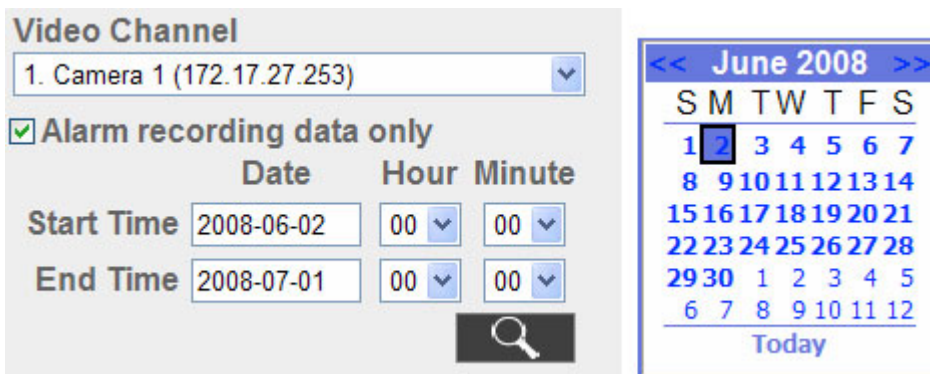 Video Channel
1. Camera 1 (172.17.27.253)
Alarm recording data only
Date Hour Minute
Start Time 2008-06-02 00 00
End Time 2008-07-01 00 00
<< June 2008 >>
S M T W T F S
1 2 3 4 5 6 7
8 9 10 11 12 13 14
15 16 17 18 19 20 21
22 23 24 25 26 27 28
29 30 1 2 3 4 5
6 7 8 9 10 11 12
Today